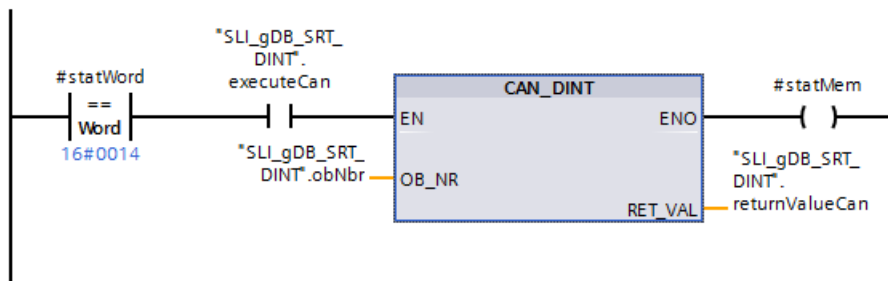 "SLI_gDB_SRT_
DINT".
executeCan
#statWord
==
Word
16#0014
CAN_DINT
EN
ENO
#statMem
"SLI_gDB_SRT_
DINT".obNbr
OB_NR
RET_VAL
"SLI_gDB_SRT_
DINT".
returnValueCan